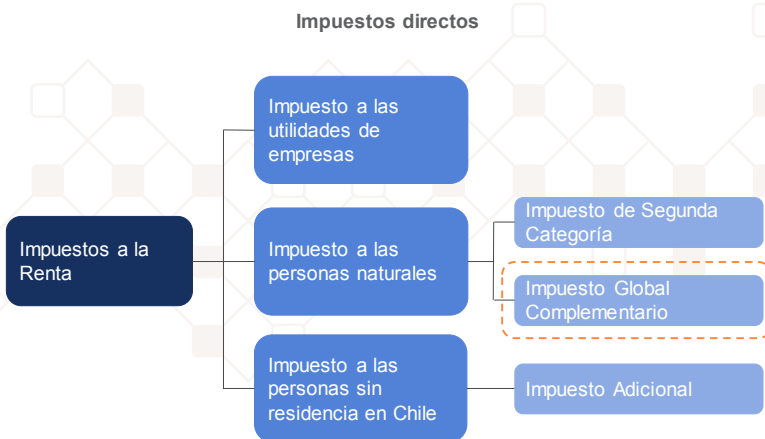 Impuestos directos
Impuesto a las
utilidades de
empresas
Impuestos a la
Renta
Impuesto a las
personas naturales
Impuesto de Segunda
Categoría
Impuesto Global
Complementario
Impuesto a las
personas sin
residencia en Chile
Impuesto Adicional